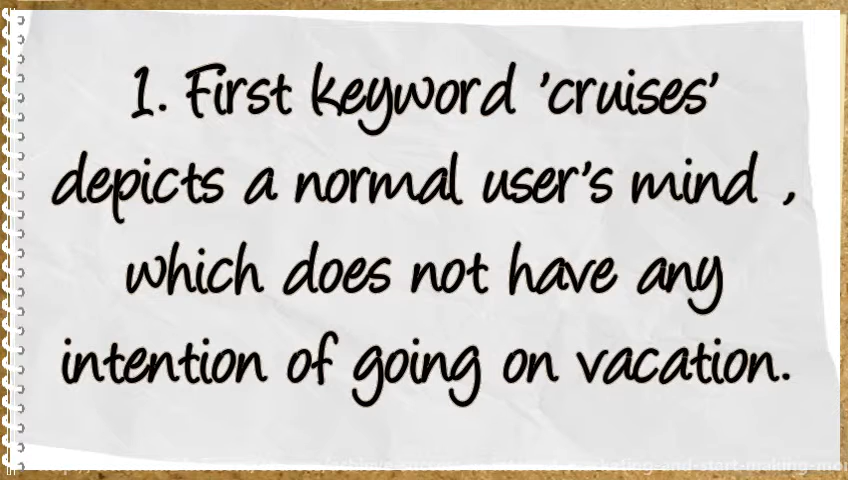 1. First keyword 'cruises'
depicts a normal user's mind ,
which does not have any
intention of going on vacation.